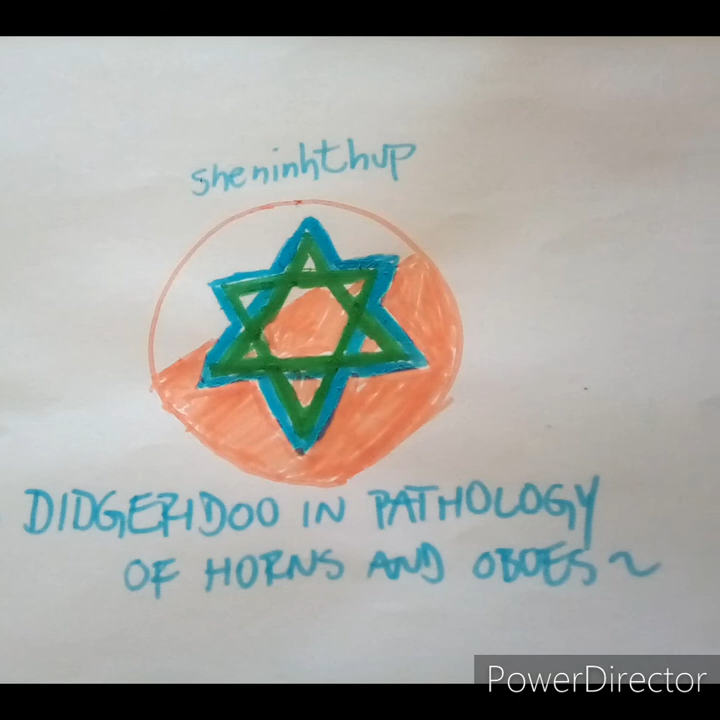 sheninhthup
DIDGERIDOO IN PATHOLOGY
OF HORNS AND OBOES~
PowerDirector